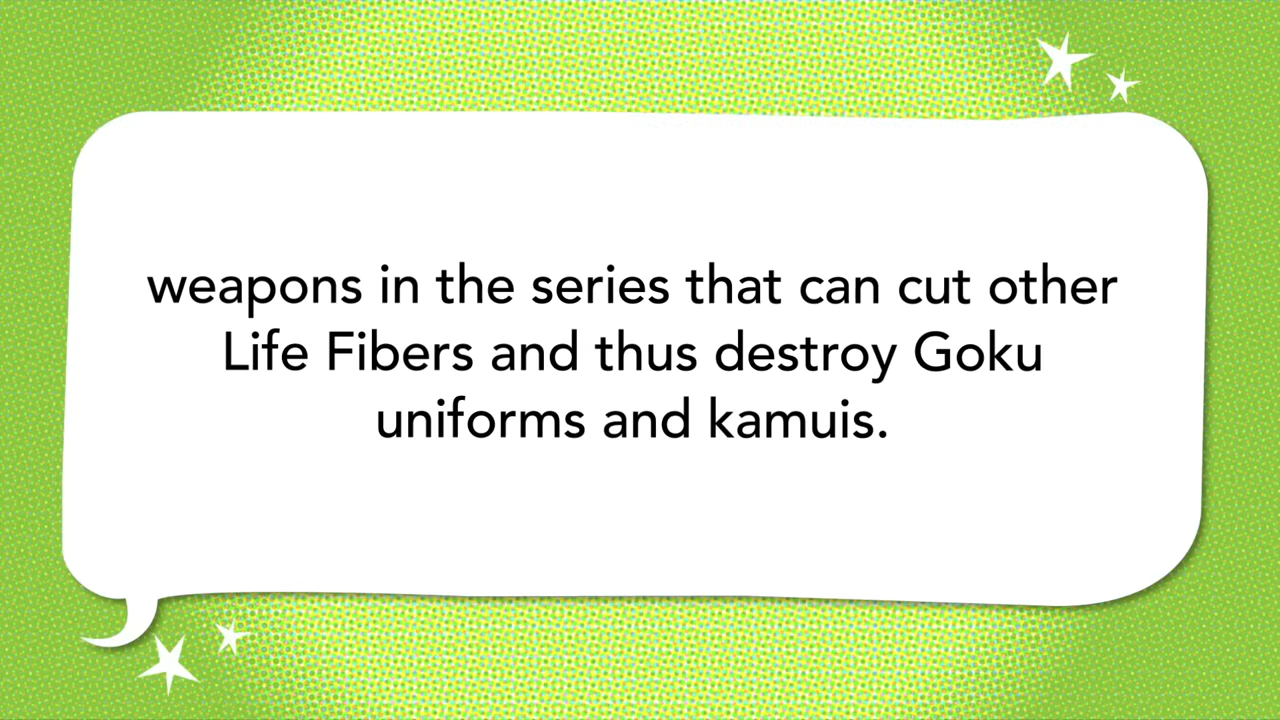 weapons in the series that can cut other
Life Fibers and thus destroy Goku
uniforms and kamuis.